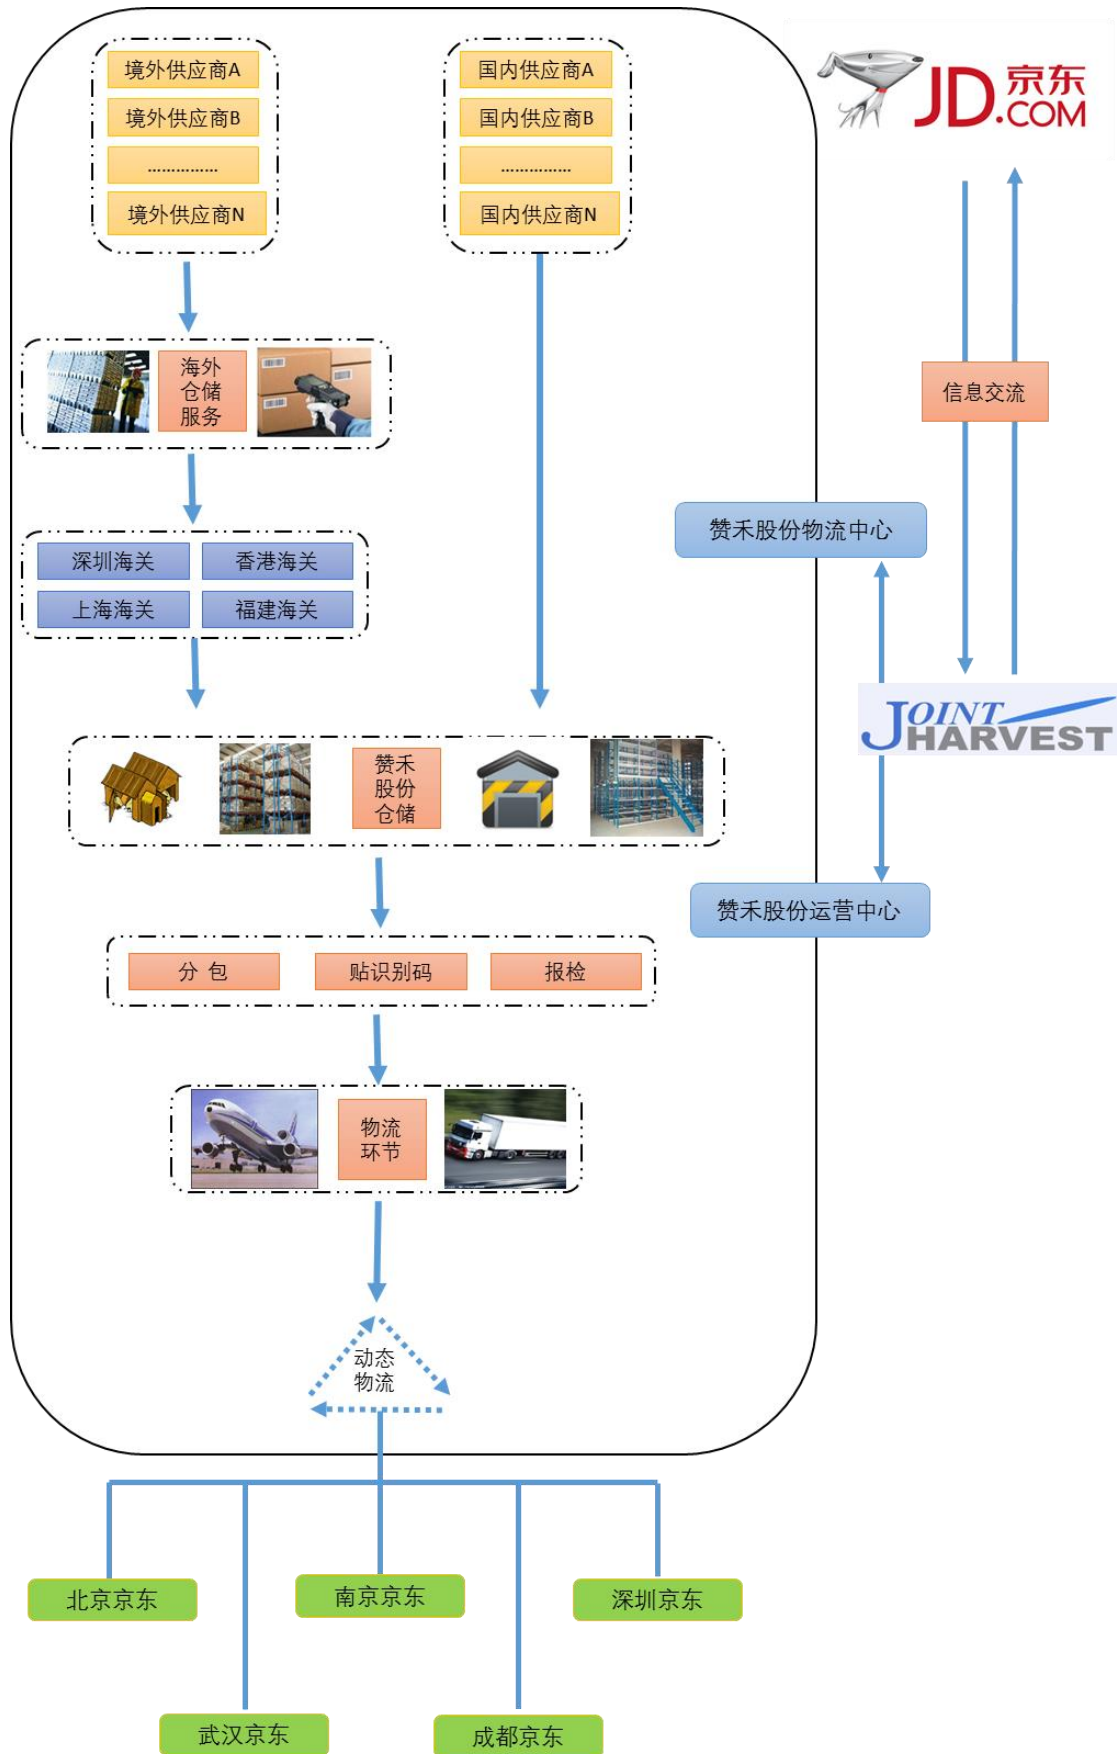 境外供应商A
境外供应商B
……………
境外供应商N
国内供应商A
国内供应商B
……………
国内供应商N
JD.京东
.COM
海外
仓储
服务
信息交流
深圳海关
香港海关
上海海关
福建海关
赞禾股份物流中心
JOINT
HARVEST
赞禾
股份
仓储
赞禾股份运营中心
分 包
贴识别码
报检
物流
环节
动态
物流
北京京东
南京京东
深圳京东
武汉京东
成都京东